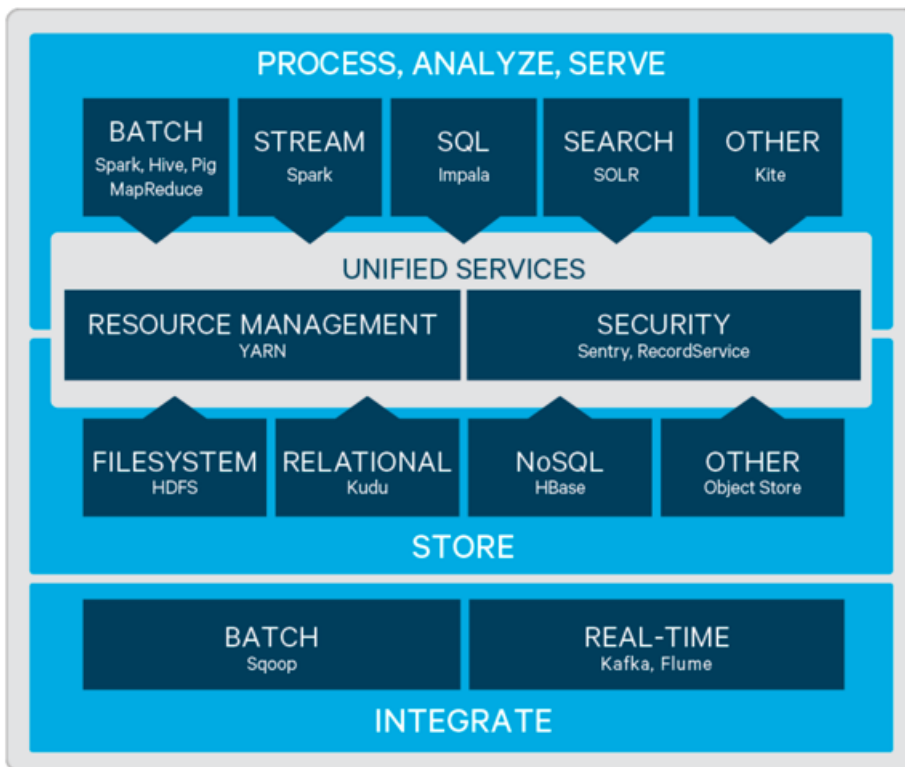 PROCESS, ANALYZE, SERVE
BATCH
Spark, Hive, Pig
MapReduce
STREAM
Spark
SQL
Impala
SEARCH
SOLR
OTHER
Kite
UNIFIED SERVICES
RESOURCE MANAGEMENT
YARN
SECURITY
Sentry, RecordService
FILESYSTEM
HDFS
RELATIONAL
Kudu
NoSQL
HBase
OTHER
Object Store
STORE
BATCH
Sqoop
REAL-TIME
Kafka, Flume
INTEGRATE